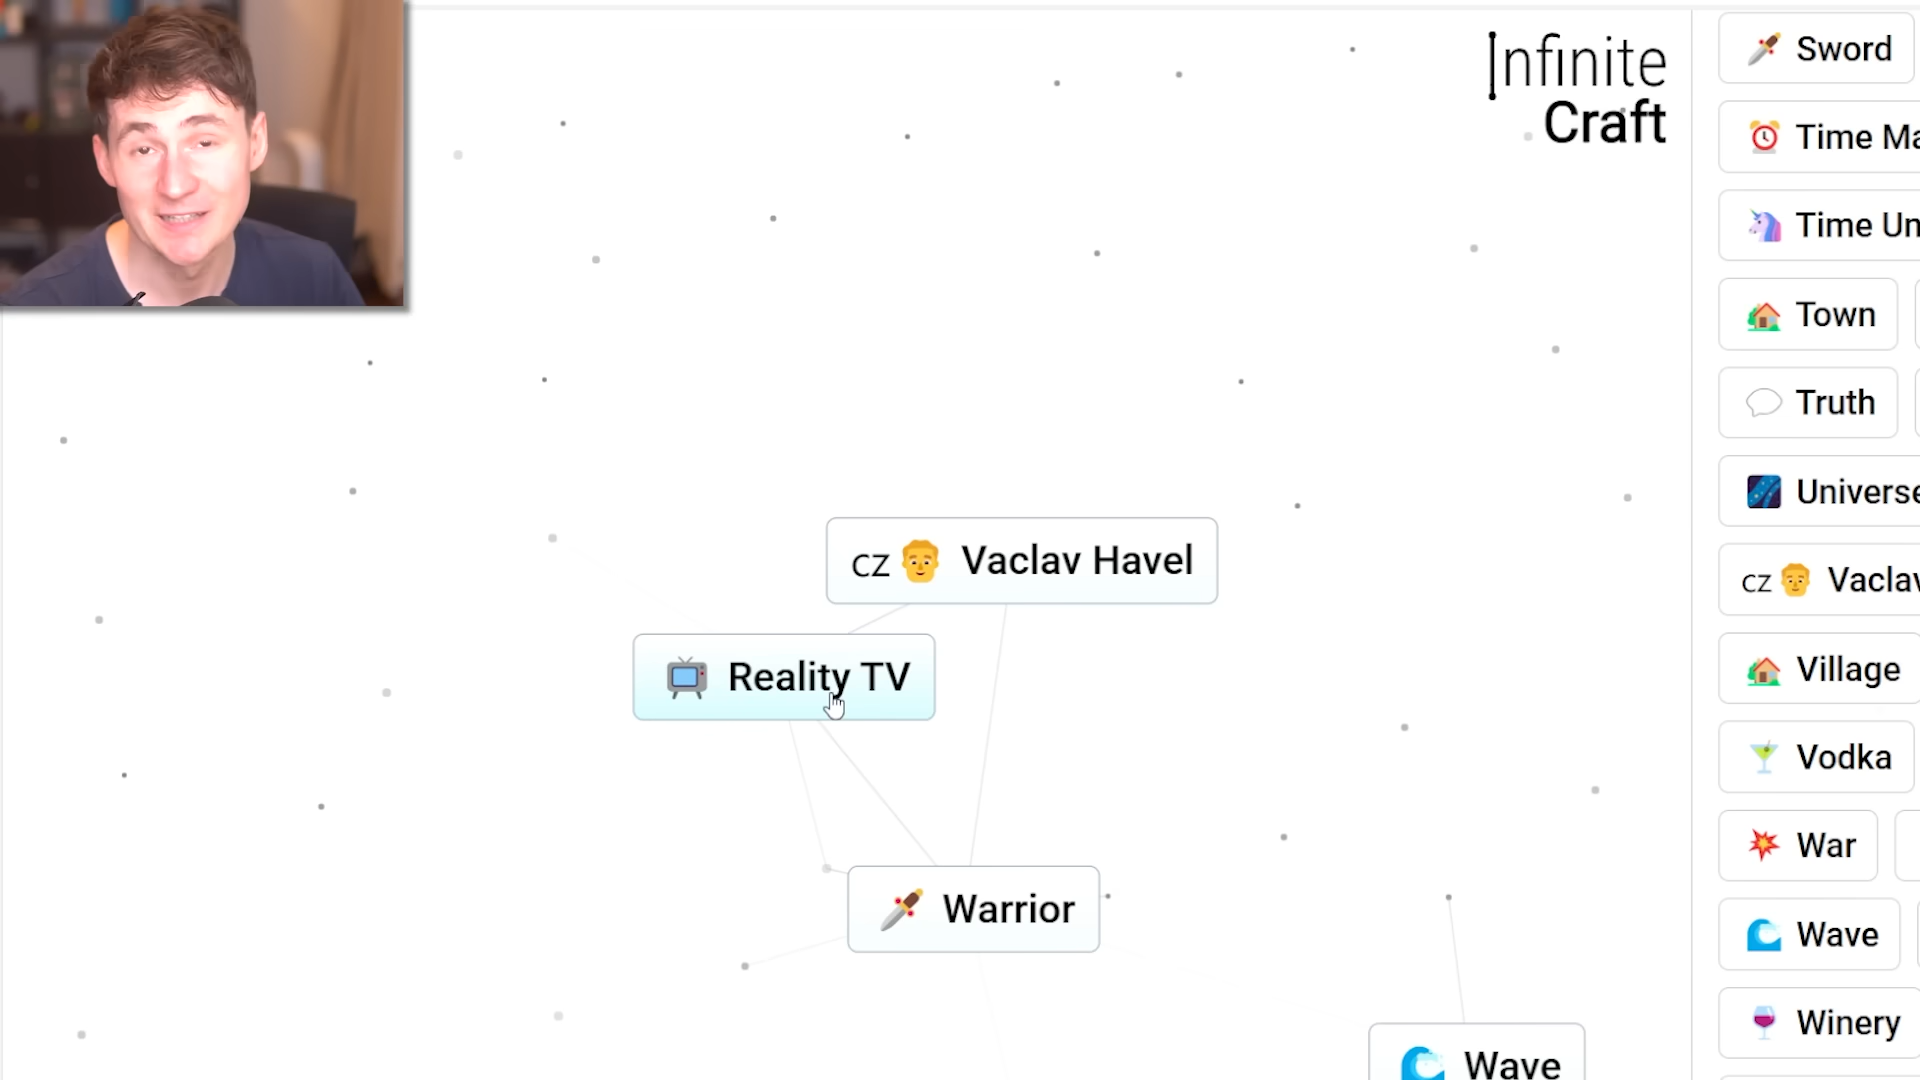 Infinite
Craft
CZ Vaclav Havel
Reality TV
Warrior
Wave
Sword
Time Ma
Time Un
Town
Truth
Universe
CZ Vaclav
Village
Vodka
War
Wave
Winery